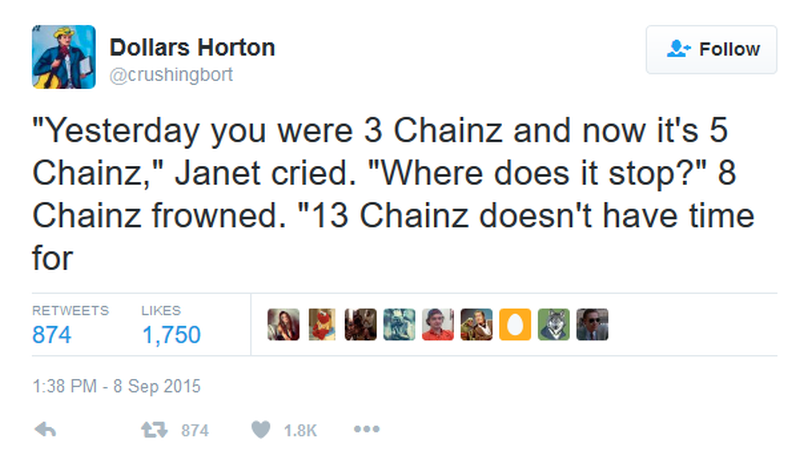 Dollars Horton
@crushingbort
Follow
"Yesterday you were 3 Chainz and now it's 5
Chainz," Janet cried. "Where does it stop?" 8
Chainz frowned. "13 Chainz doesn't have time
for
RETWEETS LIKES
874 1,750
1:38 PM - 8 Sep 2015
874 1.8K